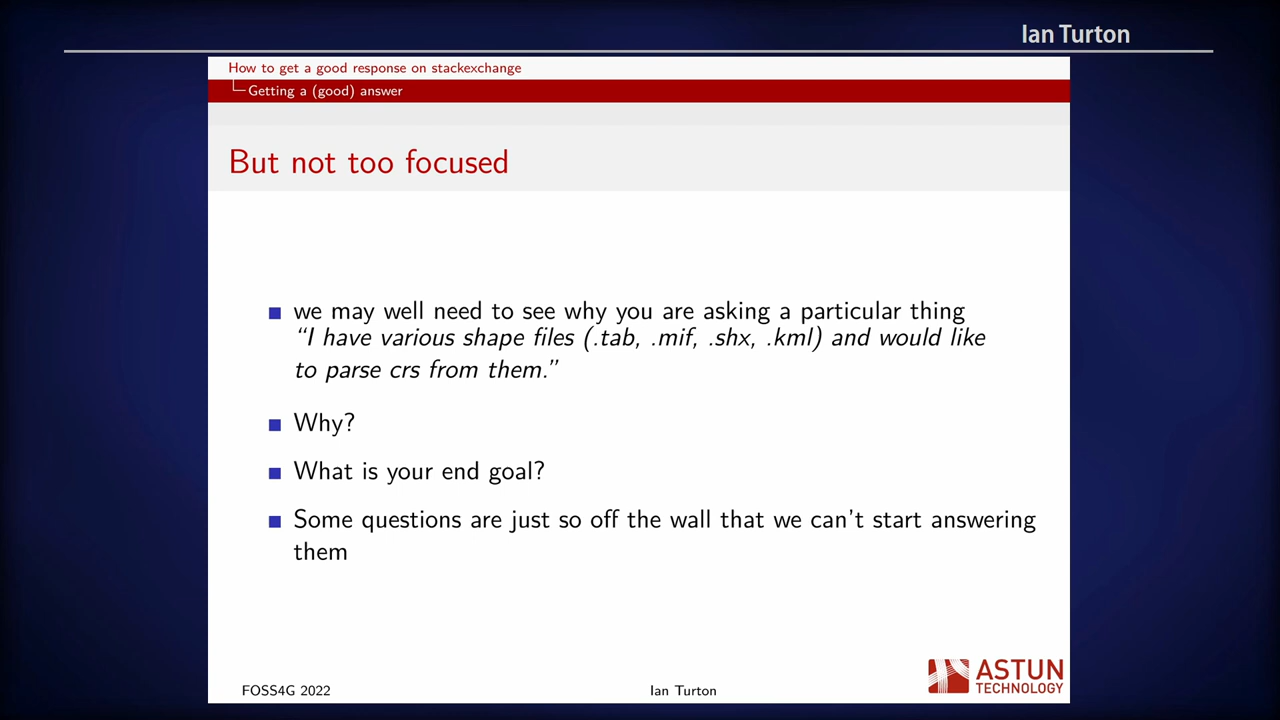 Ian Turton
How to get a good response on stackexchange
Getting a (good) answer
But not too focused
we may well need to see why you are asking a particular thing
“I have various shape files (.tab, .mif, .shx, .kml) and would like
to parse crs from them.”
Why?
What is your end goal?
Some questions are just so off the wall that we can't start answering
them
FOSS4G 2022
Ian Turton
ASTUN
TECHNOLOGY